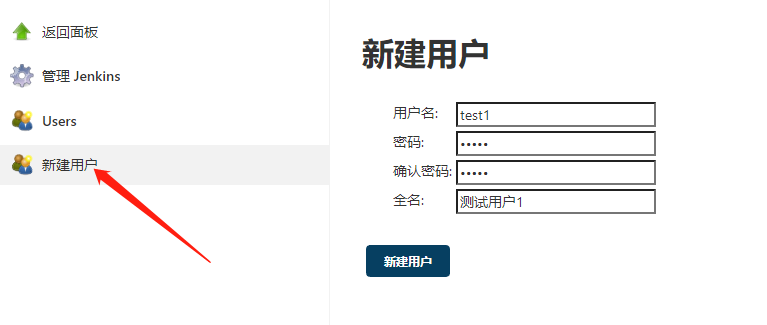 返回面板
管理 Jenkins
Users
新建用户
新建用户
用户名: test1
密码: •••••
确认密码: •••••
全名: 测试用户1
新建用户